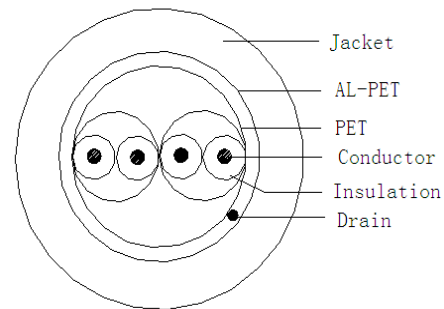 Jacket
AL-PET
PET
Conductor
Insulation
Drain